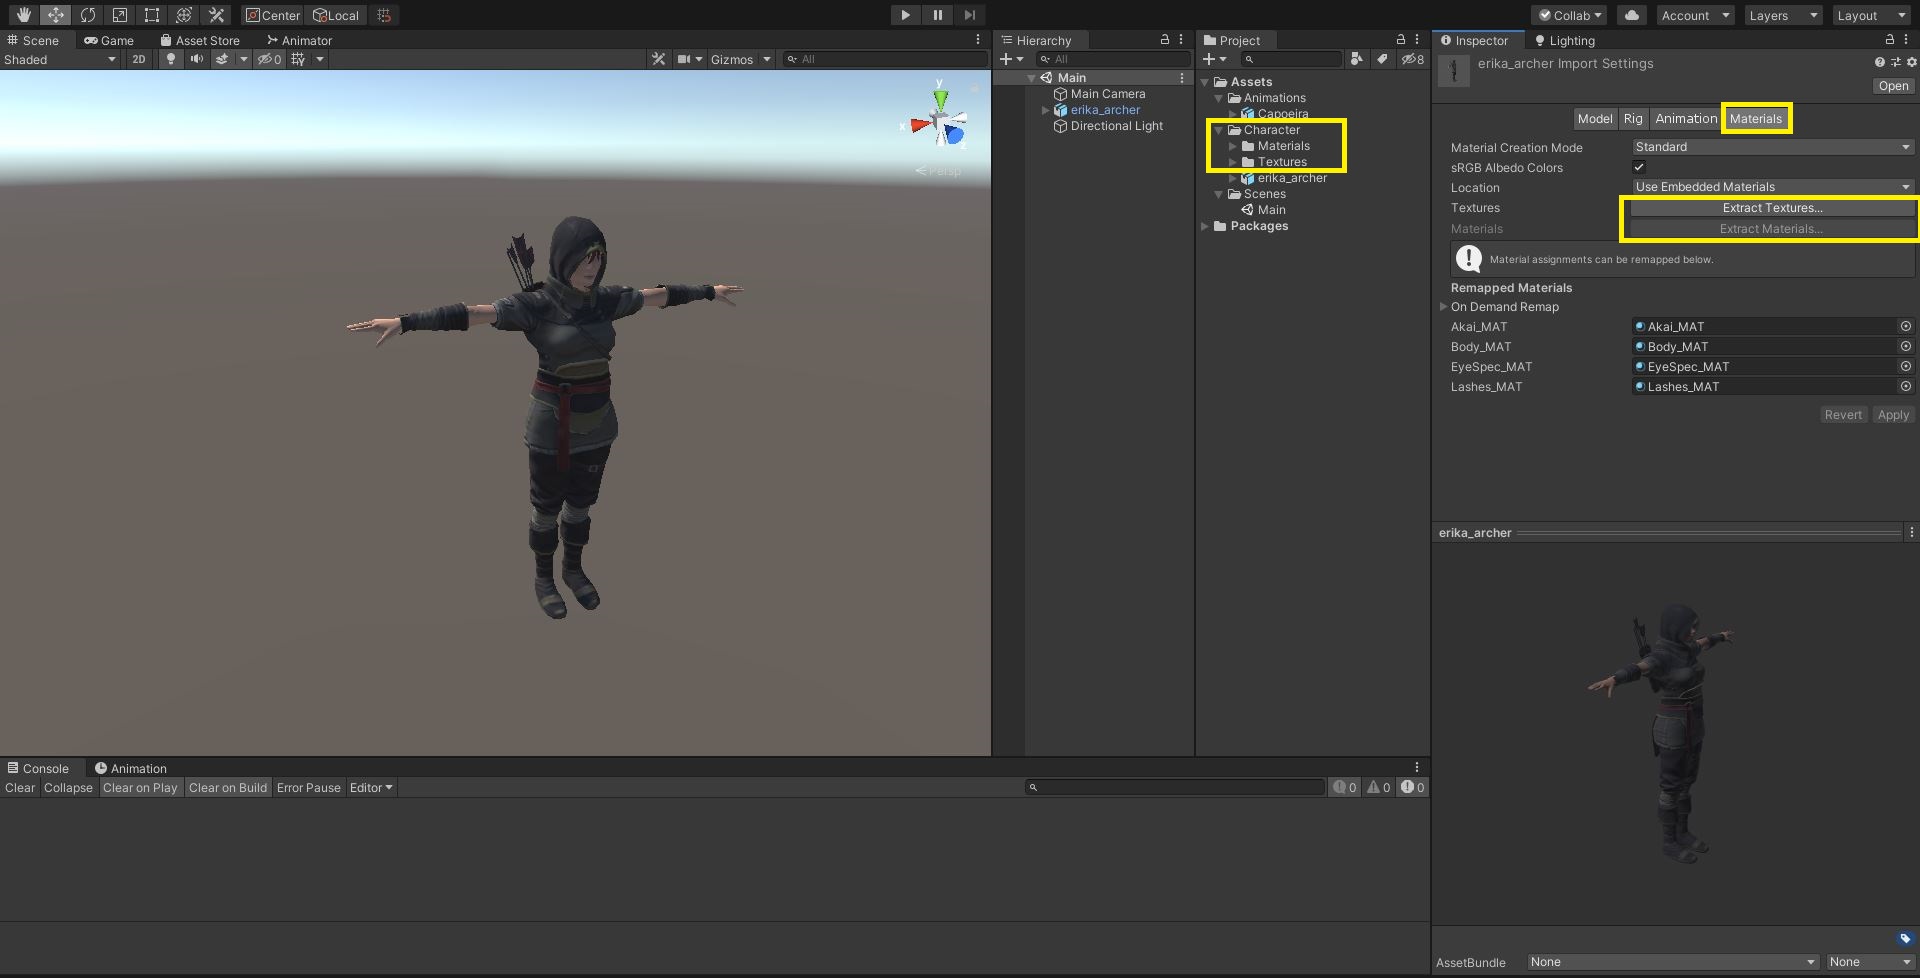 Center Local Collab Account Layers Layout
Scene Game Asset Store Animator
Shaded 2D 0 Gizmos All
y
x
z
Persp
Hierarchy
All
Main
Main Camera
erika_archer
Directional Light
Project
8
Assets
Animations
Capoeira
Character
Materials
Textures
erika_archer
Scenes
Main
Packages
Inspector Lighting
erika_archer Import Settings
Open
Model Rig Animation Materials
Material Creation Mode Standard
sRGB Albedo Colors
Location Use Embedded Materials
Textures Extract Textures...
Materials Extract Materials...
Material assignments can be remapped below.
Remapped Materials
On Demand Remap
Akai_MAT Akai_MAT
Body_MAT Body_MAT
EyeSpec_MAT EyeSpec_MAT
Lashes_MAT Lashes_MAT
Revert Apply
erika_archer
AssetBundle None None
Console Animation
Clear Collapse Clear on Play Clear on Build Error Pause Editor 0 0 0